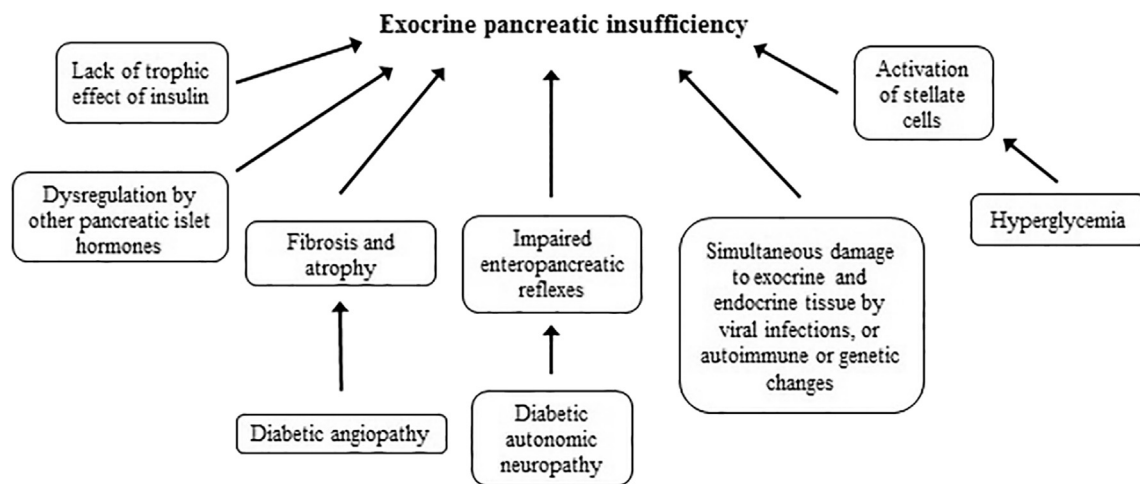 Exocrine pancreatic insufficiency
Lack of trophic
effect of insulin
Activation
of stellate
cells
Dysregulation by
other pancreatic islet
hormones
Fibrosis and
atrophy
Impaired
enteropancreatic
reflexes
Simultaneous damage
to exocrine and
endocrine tissue by
viral infections, or
autoimmune or genetic
changes
Hyperglycemia
Diabetic angiopathy
Diabetic
autonomic
neuropathy